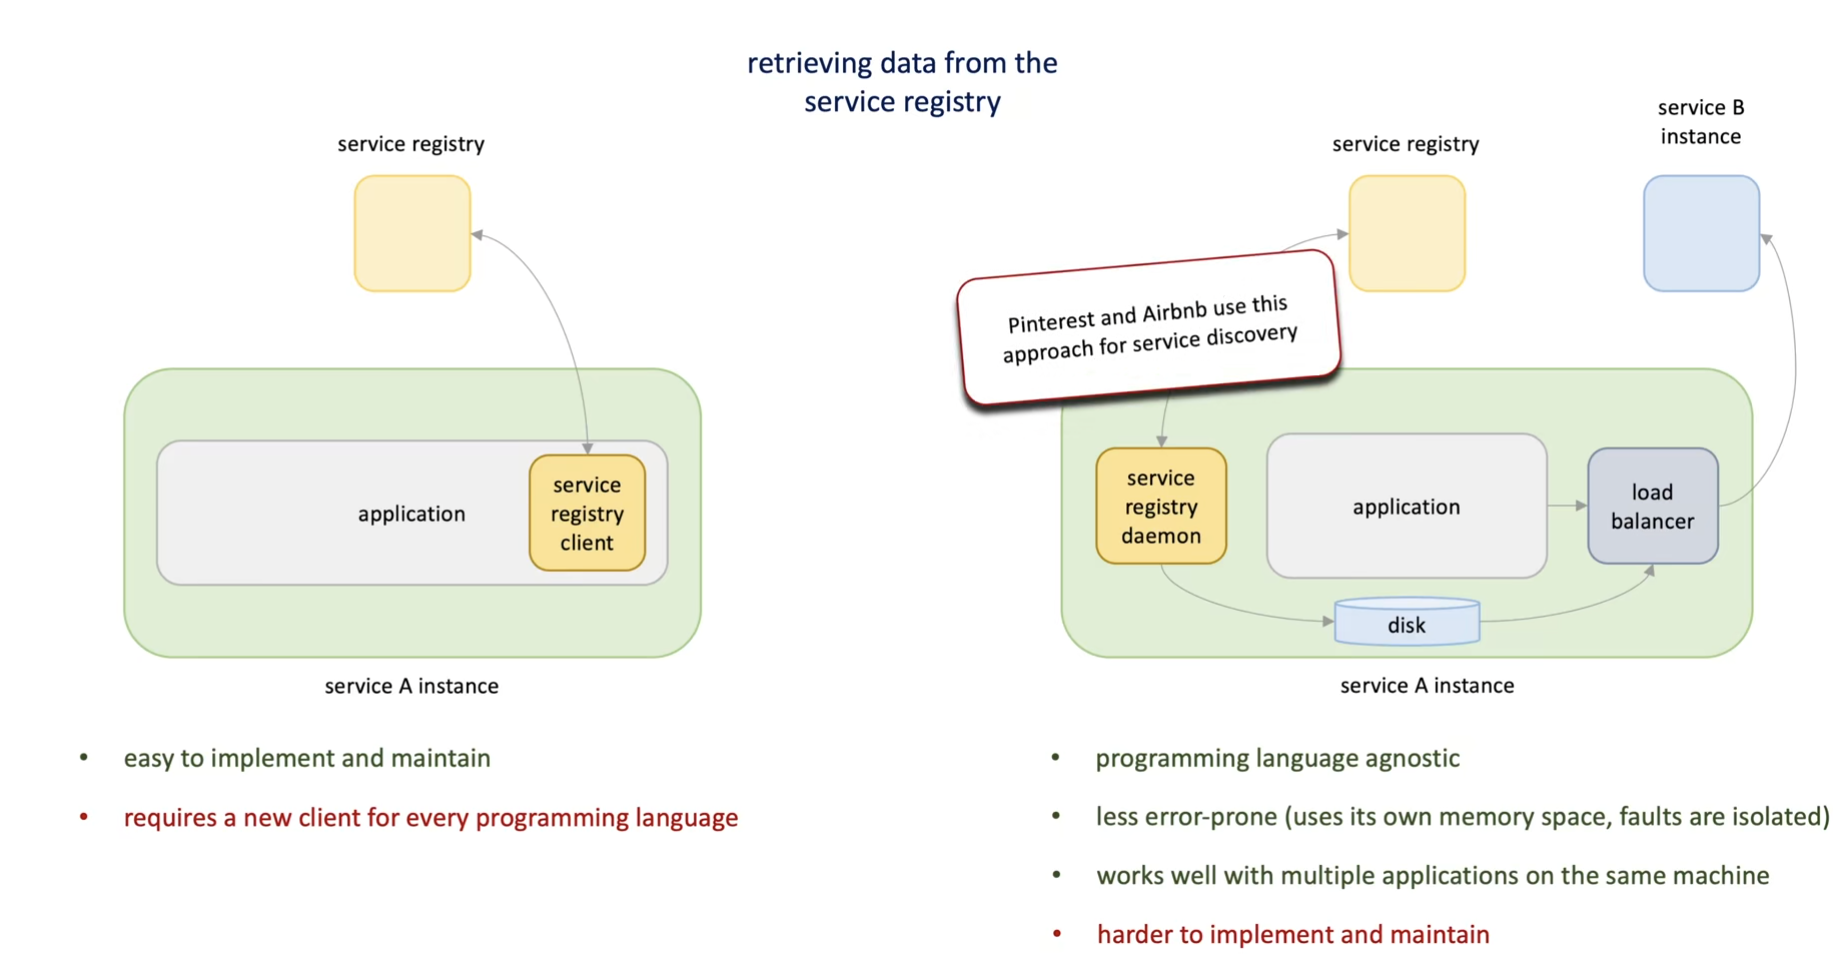 retrieving data from the
service registry
service registry
application
service
registry
client
service A instance
• easy to implement and maintain
• requires a new client for every programming language
service registry
service B
instance
Pinterest and Airbnb use this
approach for service discovery
service
registry
daemon
application
load
balancer
disk
service A instance
• programming language agnostic
• less error-prone (uses its own memory space, faults are isolated)
• works well with multiple applications on the same machine
• harder to implement and maintain